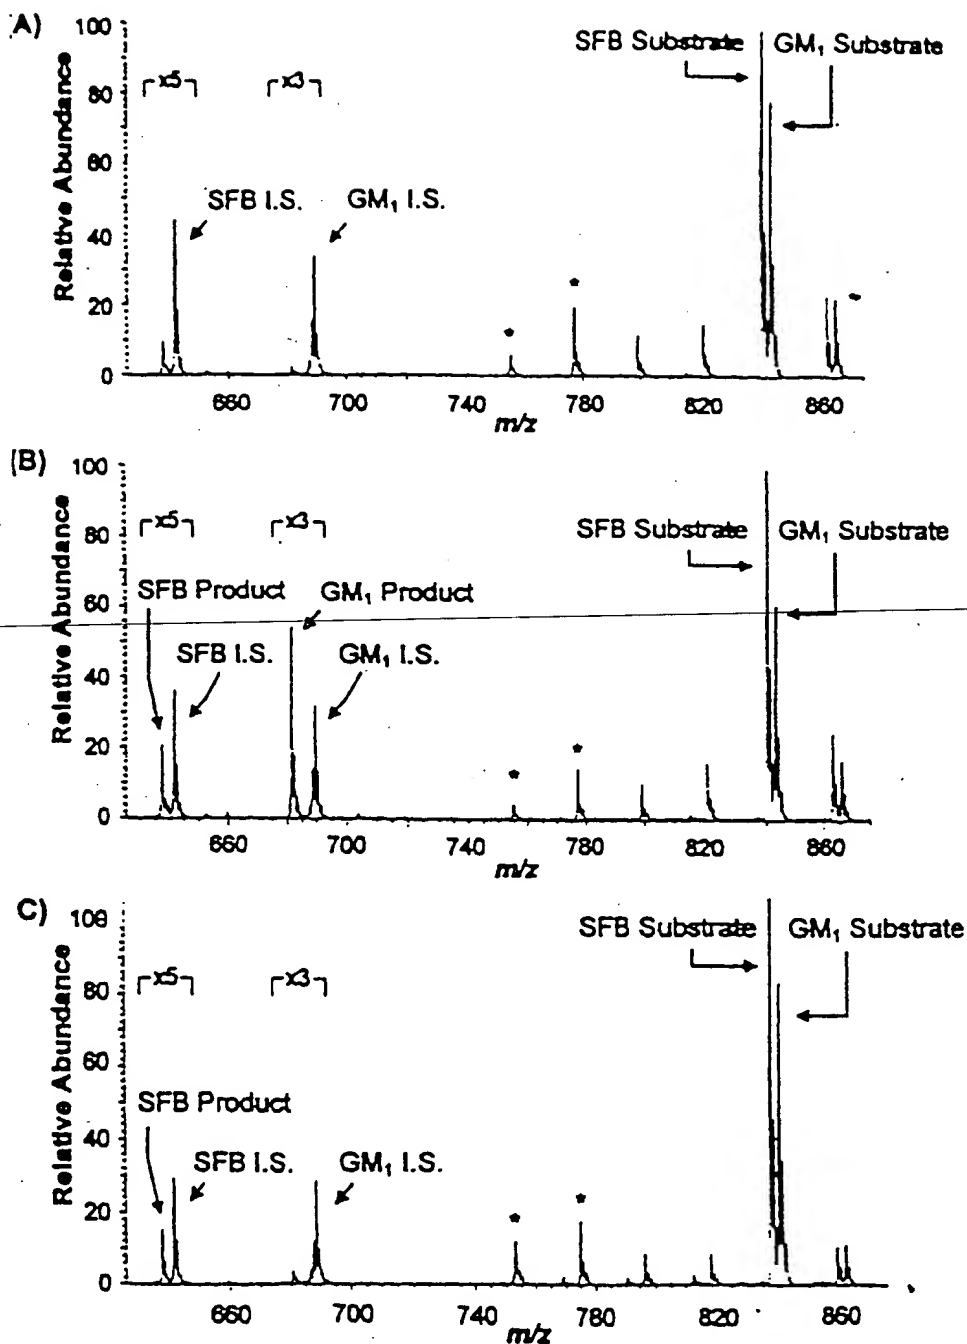 A)
SFB Substrate
GM₁ Substrate
x5
x3
SFB I.S.
GM₁ I.S.
*
*
Relative Abundance
100
80
60
40
20
0
660
700
740
780
820
860
m/z
(B)
SFB Substrate
GM₁ Substrate
x5
x3
SFB Product
GM₁ Product
SFB I.S.
GM₁ I.S.
*
*
Relative Abundance
100
80
60
40
20
0
660
700
740
780
820
860
m/z
C)
SFB Substrate
GM₁ Substrate
x5
x3
SFB Product
SFB I.S.
GM₁ I.S.
*
*
Relative Abundance
100
80
60
40
20
0
660
700
740
780
820
860
m/z